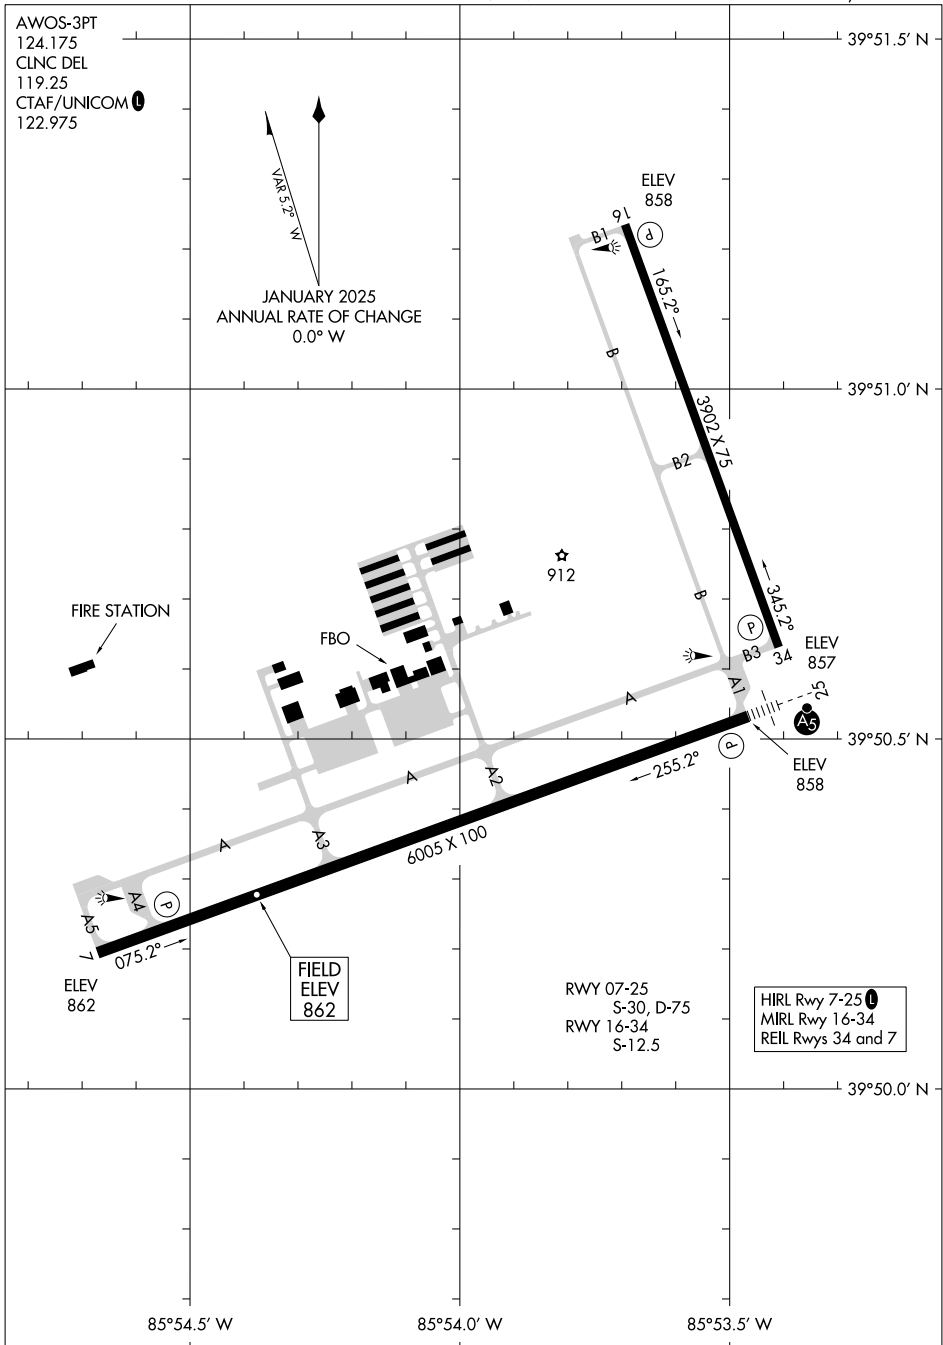 AWOS-3PT
124.175
CLNC DEL
119.25
CTAF/UNICOM L
122.975
39°51.5' N
VAR 5.2° W
JANUARY 2025
ANNUAL RATE OF CHANGE
0.0° W
ELEV
858
16
P
B1
165.2°
B
39°51.0' N
3902 X 75
B2
912
B
345.2°
FIRE STATION
FBO
P
B3
34
ELEV
857
A1
25
A
A5
P
39°50.5' N
ELEV
858
255.2°
A
A2
A3
6005 X 100
A
A4
P
A5
7
075.2°
ELEV
862
FIELD
ELEV
862
RWY 07-25
S-30, D-75
RWY 16-34
S-12.5
HIRL Rwy 7-25 L
MIRL Rwy 16-34
REIL Rwys 34 and 7
39°50.0' N
85°54.5' W
85°54.0' W
85°53.5' W